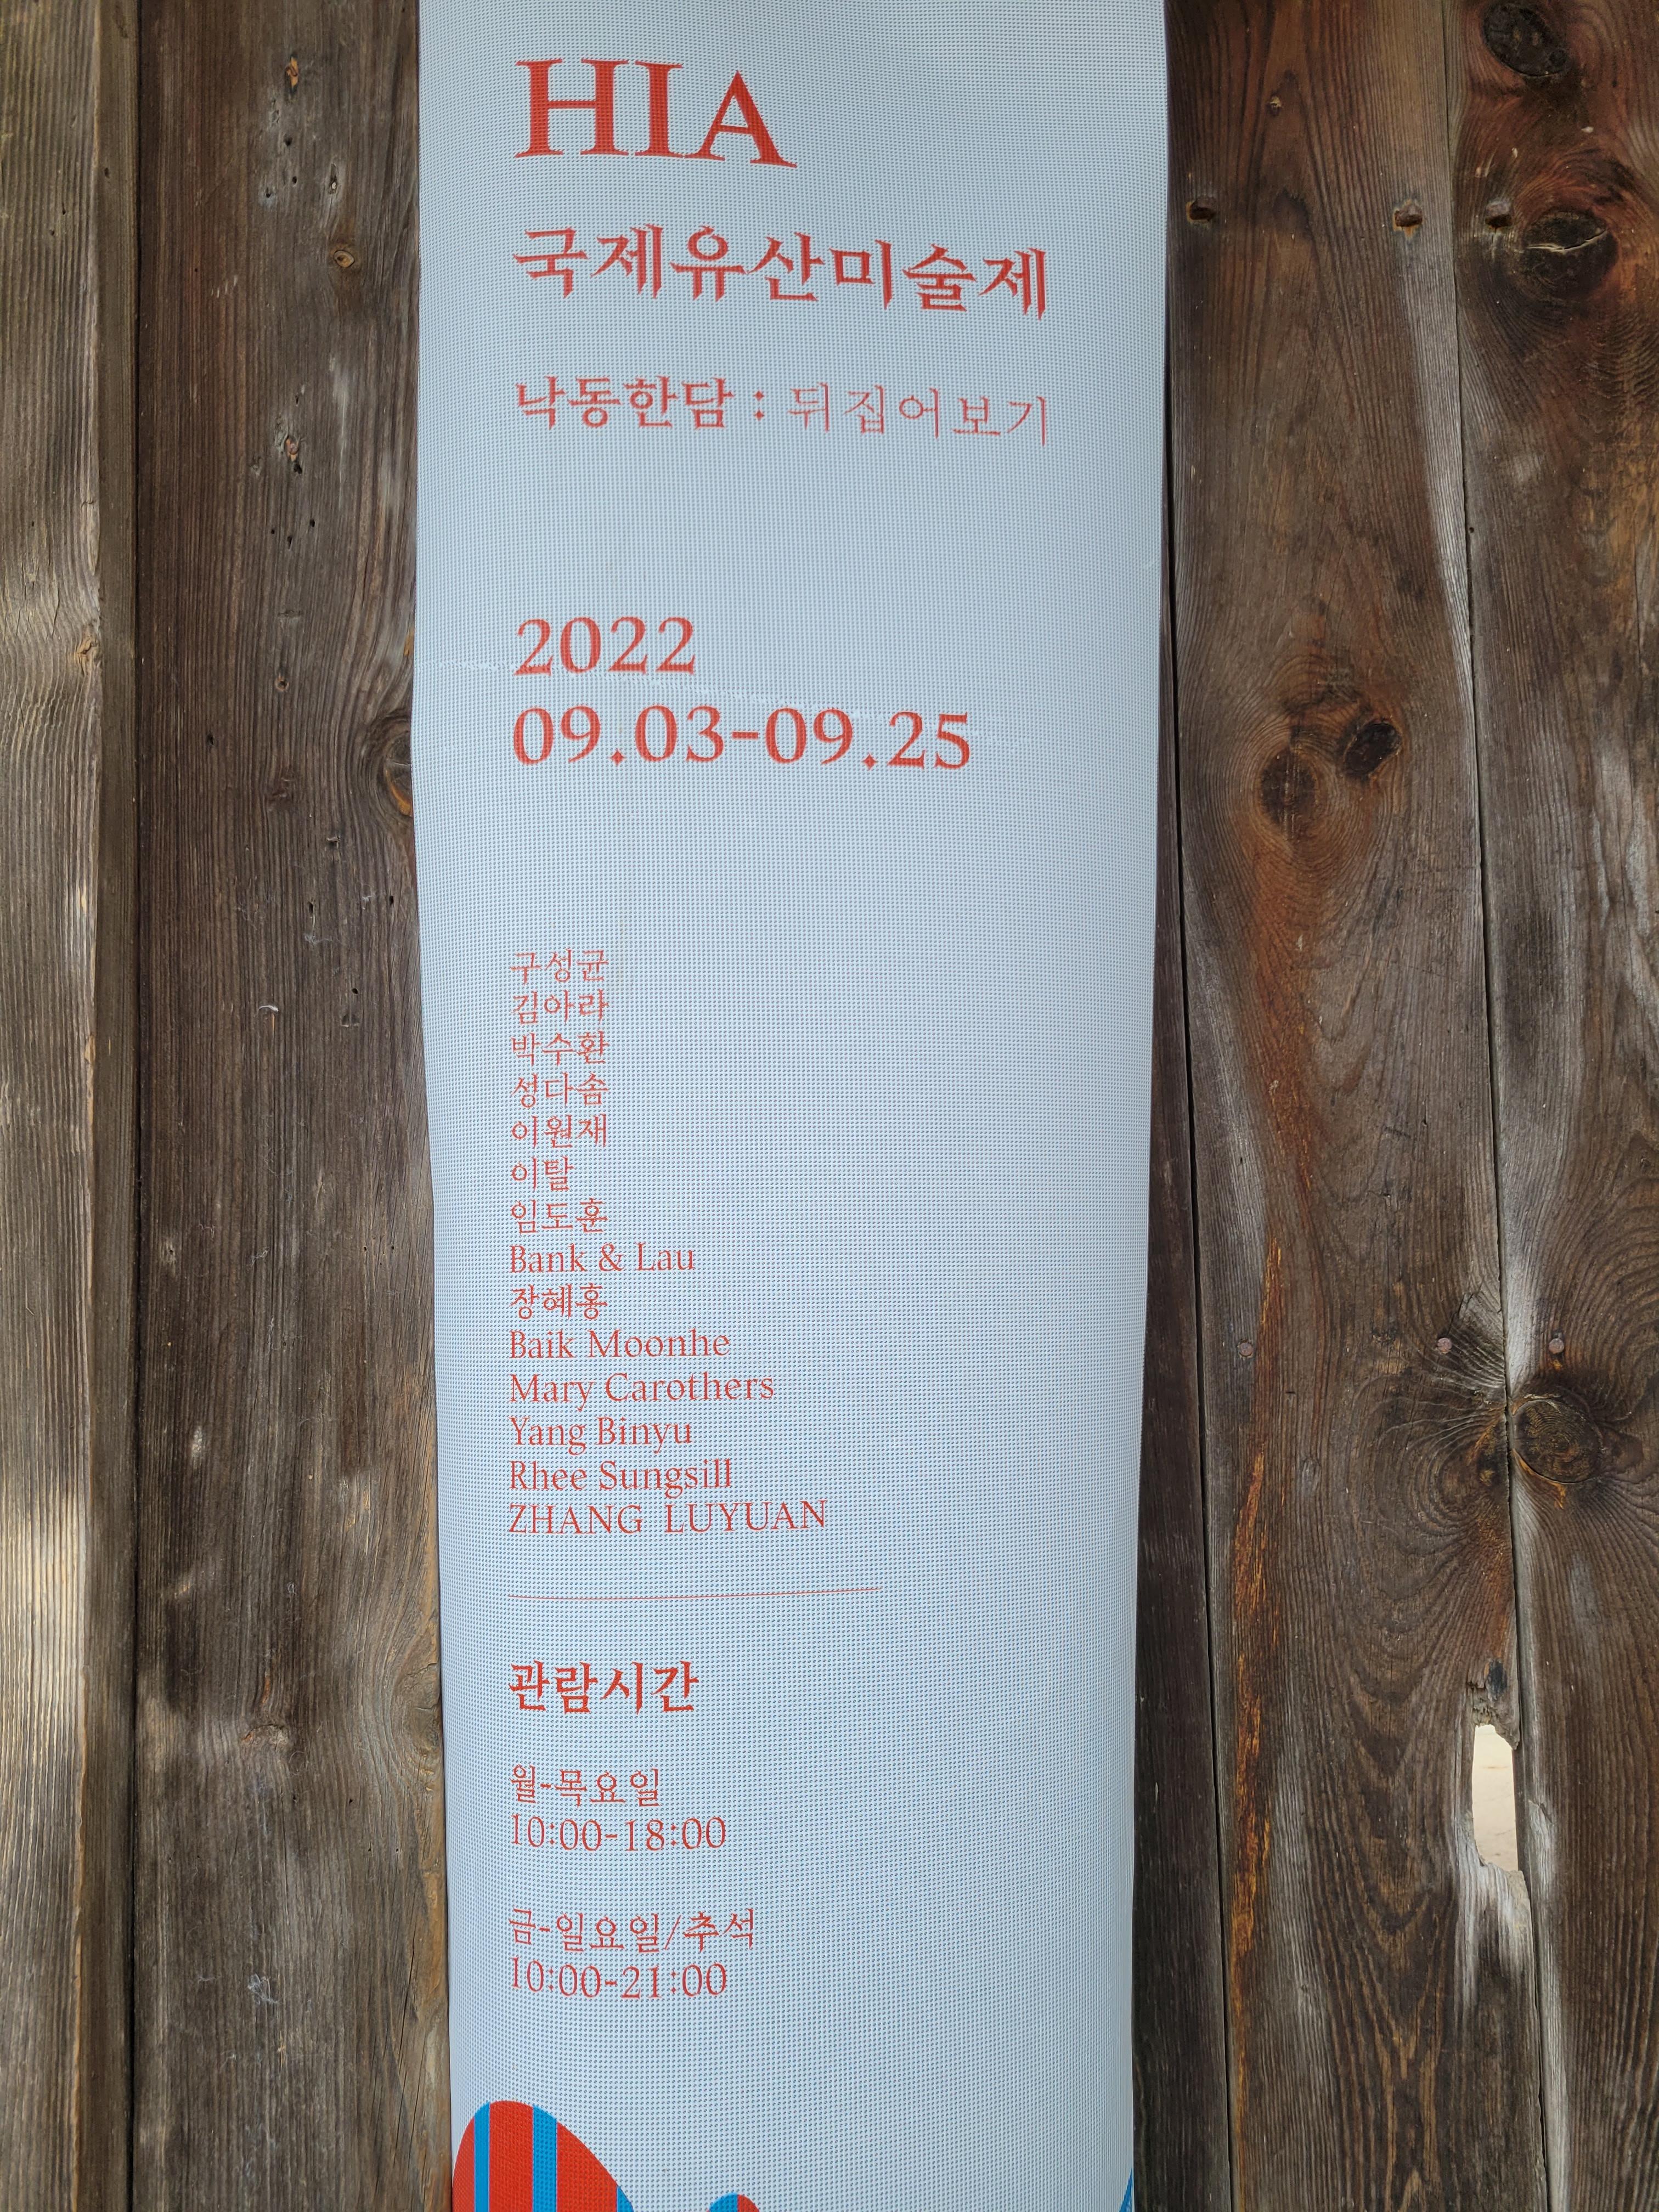 HIA
국제유산미술제
낙동한담 : 뒤집어보기
2022
09.03-09.25
구성균
김아라
박수환
성다솜
이원재
이탈
임도훈
Bank & Lau
장혜홍
Baik Moonhe
Mary Carothers
Yang Binyu
Rhee Sungsill
ZHANG LUYUAN
관람시간
월-목요일
10:00-18:00
금-일요일/추석
10:00-21:00